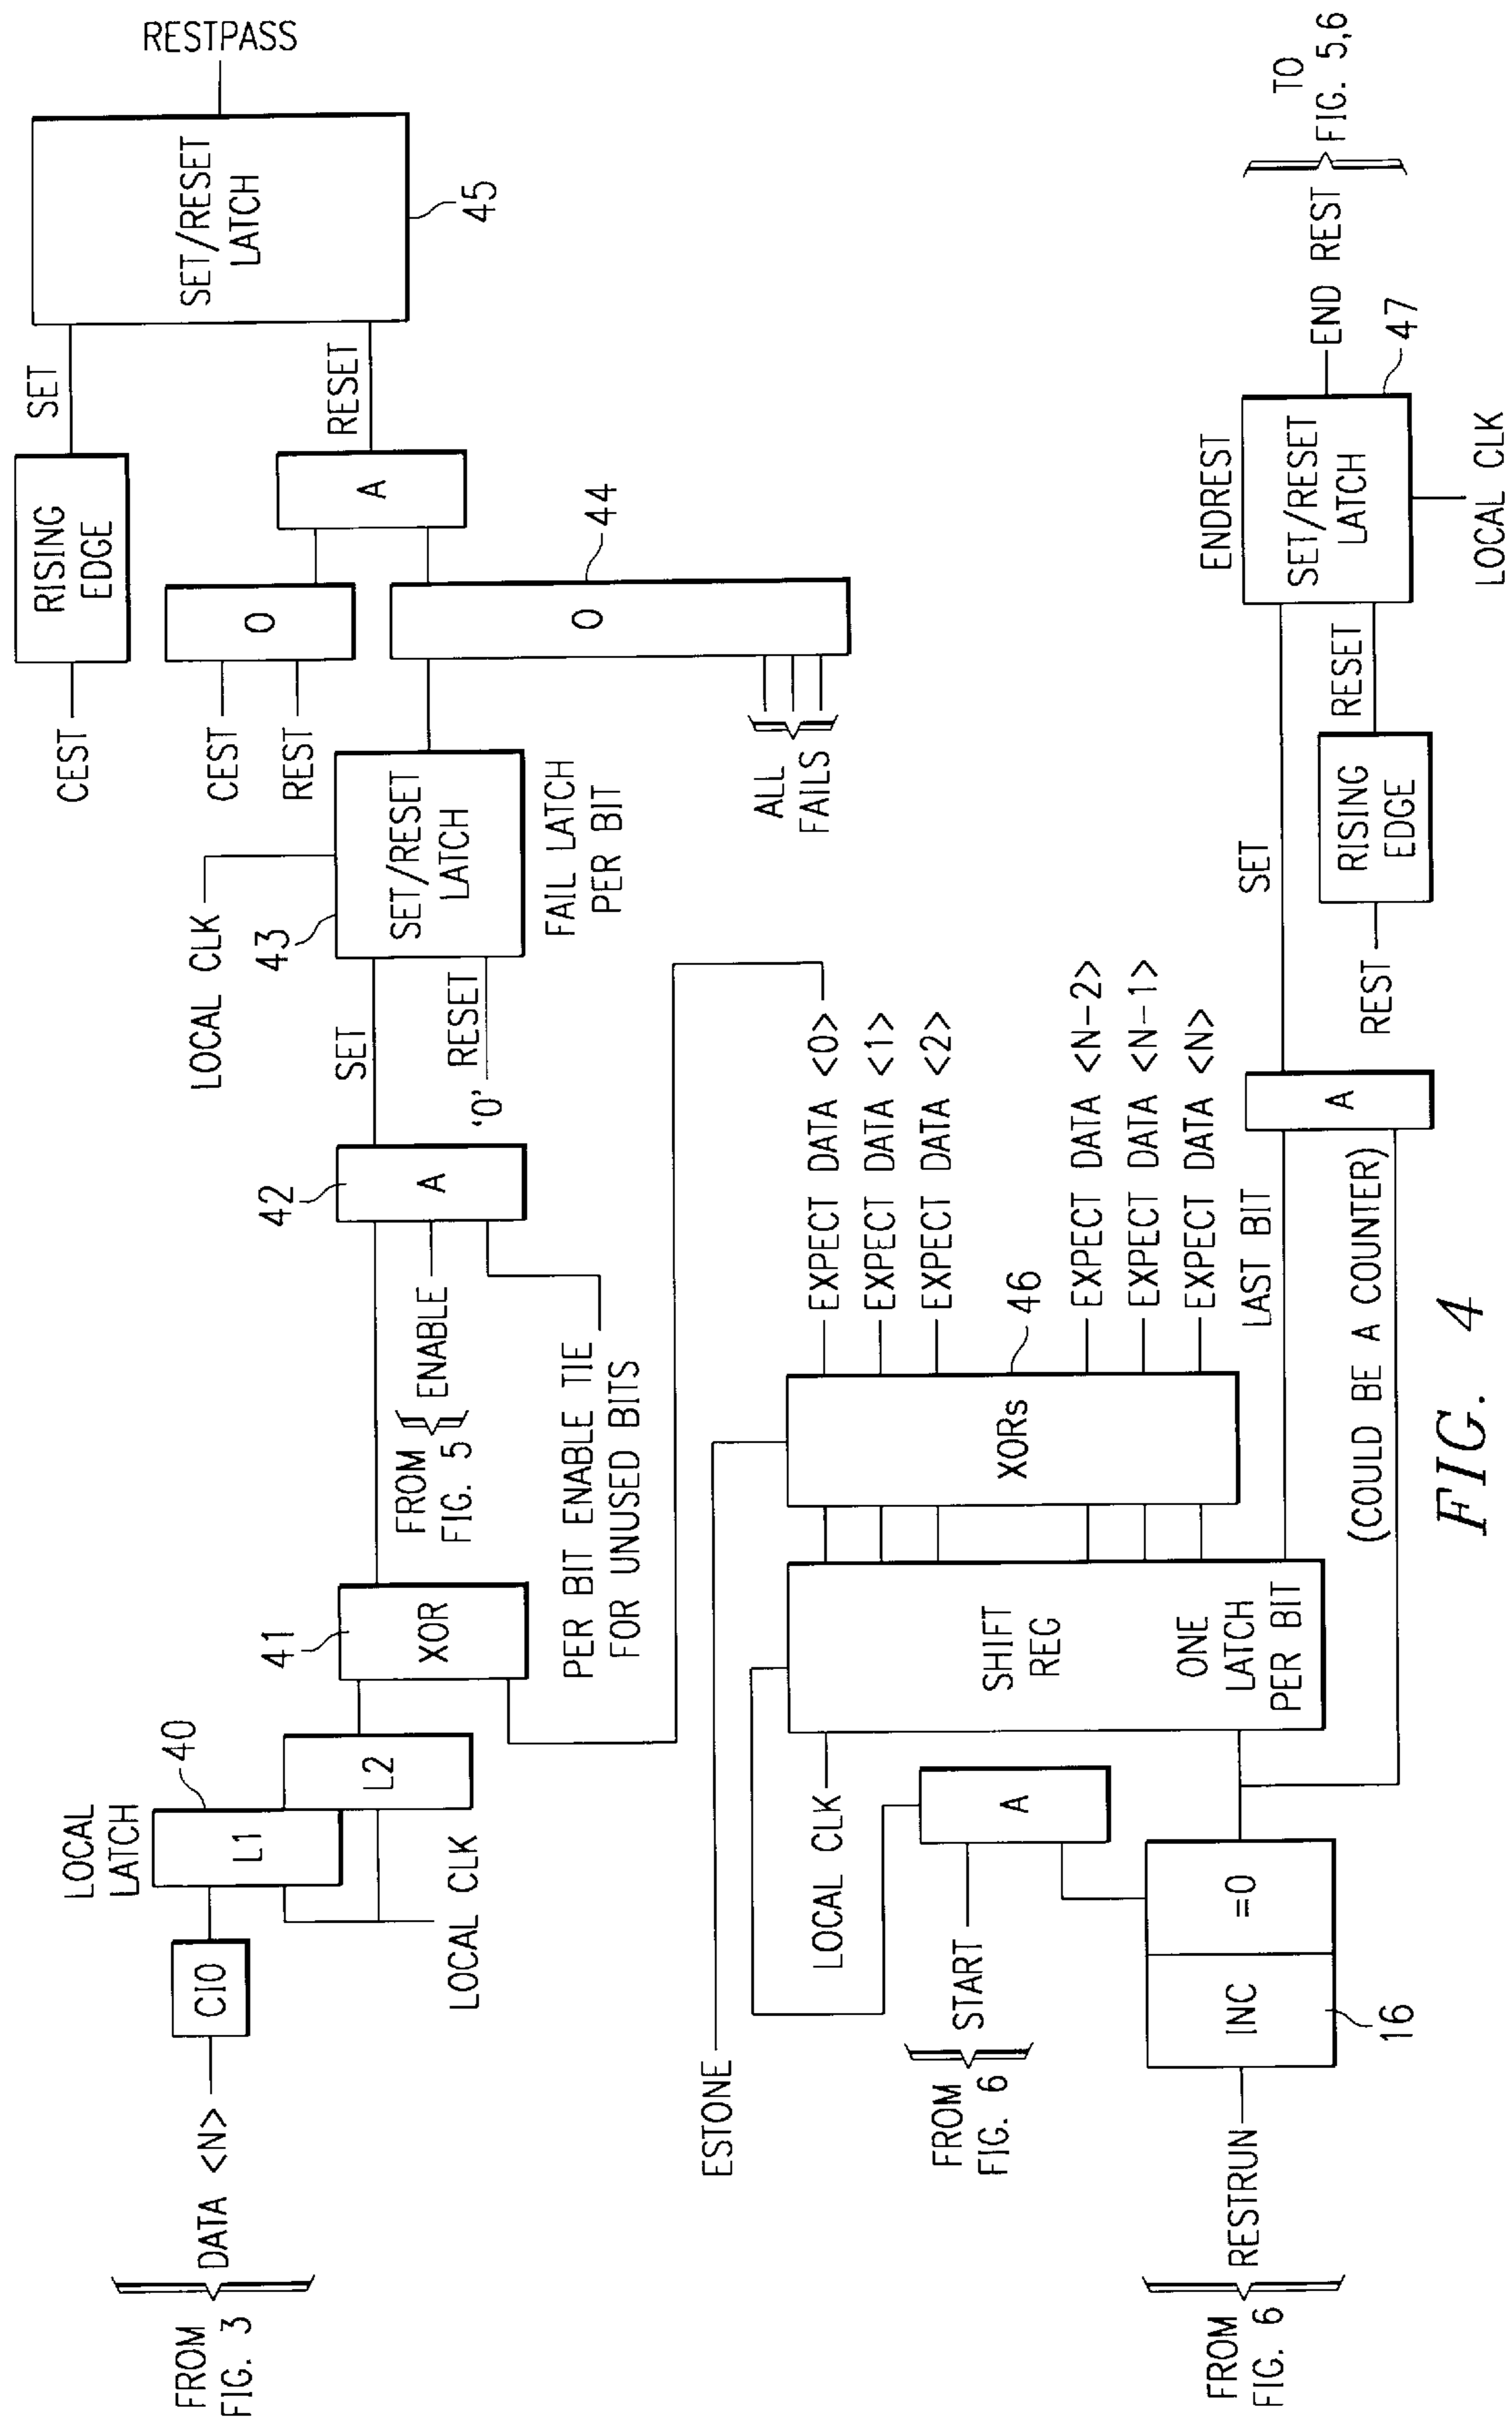 FROM
FIG. 3
DATA <N>
CIO
LOCAL
LATCH
40
L1
L2
LOCAL CLK
41
XOR
FROM
FIG. 5
ENABLE
PER BIT ENABLE TIE
FOR UNUSED BITS
42
A
SET
'0'
RESET
LOCAL CLK
43
SET/RESET
LATCH
FAIL LATCH
PER BIT
CEST
RISING
EDGE
SET
CEST
REST
O
ALL
FAILS
O
44
A
RESET
SET/RESET
LATCH
45
RESTPASS
ESTONE
FROM
FIG. 6
START
LOCAL CLK
A
FROM
FIG. 6
RESTRUN
INC
=0
16
SHIFT
REG
ONE
LATCH
PER BIT
XORs
46
EXPECT DATA <0>
EXPECT DATA <1>
EXPECT DATA <2>
EXPECT DATA <N-2>
EXPECT DATA <N-1>
EXPECT DATA <N>
LAST BIT
(COULD BE A COUNTER)
A
SET
REST
RISING
EDGE
RESET
ENDREST
SET/RESET
LATCH
47
LOCAL CLK
END REST
TO
FIG. 5,6
FIG. 4